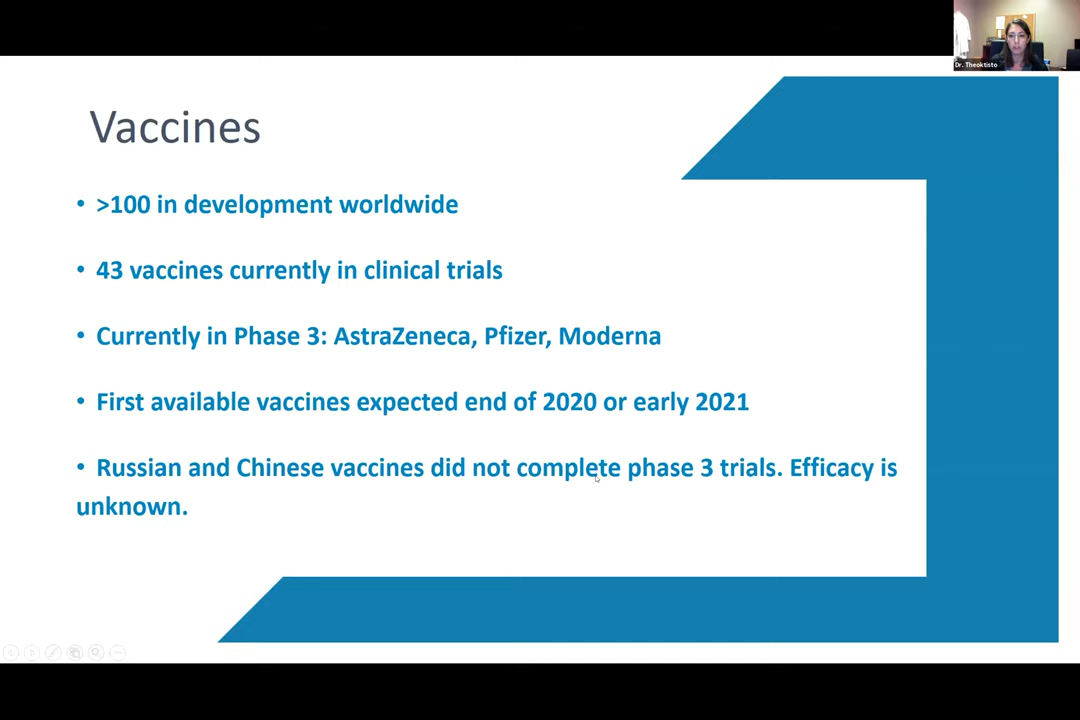 Dr. Theoktisto
Vaccines
• >100 in development worldwide
• 43 vaccines currently in clinical trials
• Currently in Phase 3: AstraZeneca, Pfizer, Moderna
• First available vaccines expected end of 2020 or early 2021
• Russian and Chinese vaccines did not complete phase 3 trials. Efficacy is
unknown.